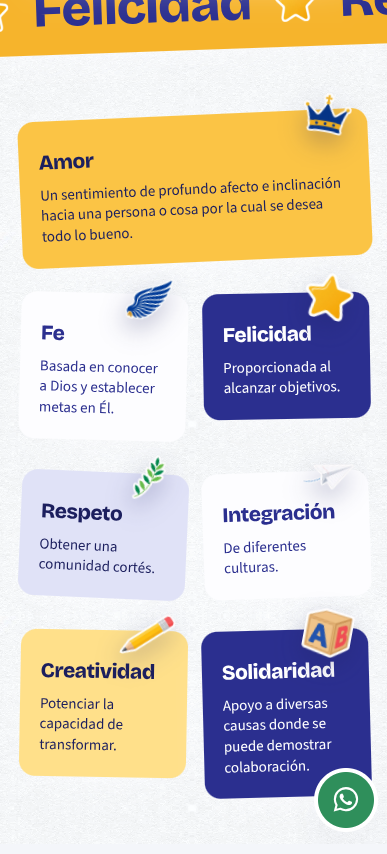 Felicidad
Amor
Un sentimiento de profundo afecto e inclinación
hacia una persona o cosa por la cual se desea
todo lo bueno.
Fe
Basada en conocer
a Dios y establecer
metas en Él.
Felicidad
Proporcionada al
alcanzar objetivos.
Respeto
Obtener una
comunidad cortés.
Integración
De diferentes
culturas.
Creatividad
Potenciar la
capacidad de
transformar.
Solidaridad
Apoyo a diversas
causas donde se
puede demostrar
colaboración.
A B